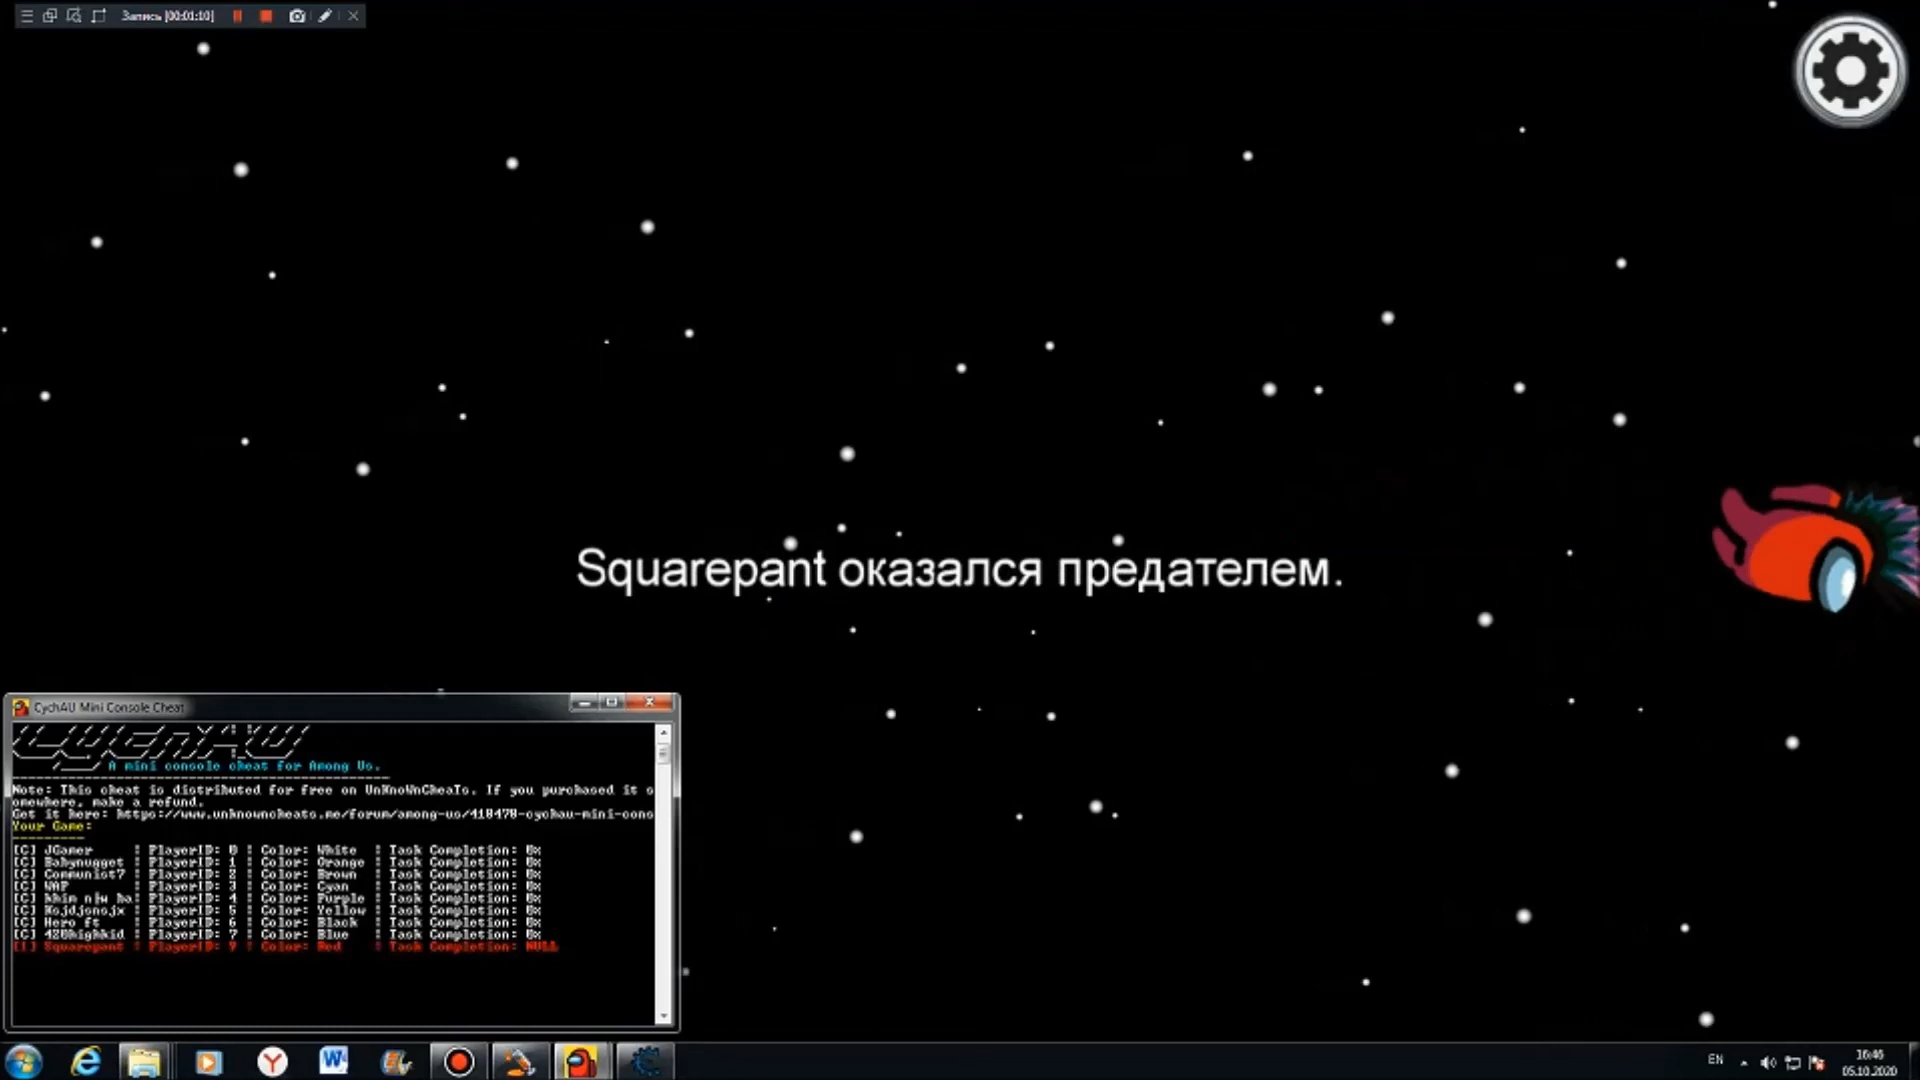 Запись [00:01:10]
Squarepant оказался предателем.
CychAU Mini Console Cheat
A mini console cheat for Among Us.
Note: This cheat is distributed for free on UnKnoWnCheaTs. If you purchased it s
omewhere, make a refund.
Get it here: https://www.unknowncheats.me/forum/among-us/418470-cychau-mini-cons
Your Game:
[C] JGamer | PlayerID: 0 | Color: White | Task Completion: 0%
[C] Babynugget | PlayerID: 1 | Color: Orange | Task Completion: 0%
[C] Communist? | PlayerID: 2 | Color: Brown | Task Completion: 0%
[C] WAP | PlayerID: 3 | Color: Cyan | Task Completion: 0%
[C] | PlayerID: 4 | Color: Purple | Task Completion: 0%
[C] | PlayerID: 5 | Color: Yellow | Task Completion: 0%
[C] Hero fs | PlayerID: 6 | Color: Black | Task Completion: 0%
[C] 420highkid | PlayerID: 7 | Color: Blue | Task Completion: 0%
[I] Squarepant | PlayerID: 9 | Color: Red | Task Completion: NULL
EN
16:46
05.10.2020